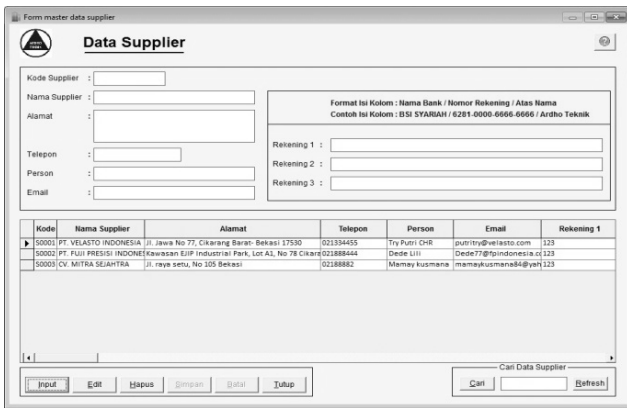 Form master data supplier
ARDHO
TEKNIK
Data Supplier
Kode Supplier :
Nama Supplier :
Alamat :
Telepon :
Person :
Email :
Format Isi Kolom : Nama Bank / Nomor Rekening / Atas Nama
Contoh Isi Kolom : BSI SYARIAH / 6281-0000-6666-6666 / Ardho Teknik
Rekening 1 :
Rekening 2 :
Rekening 3 :
Kode Nama Supplier Alamat Telepon Person Email Rekening 1
S0001 PT. VELASTO INDONESIA Jl. Jawa No 77, Cikarang Barat- Bekasi 17530 021334455 Try Putri CHR putritry@velasto.com 123
S0002 PT. FUJI PRESISI INDONES Kawasan EJIP Industrial Park, Lot A1, No 78 Cikara 021888444 Dede Lili Dede77@fpindonesia.co 123
S0003 CV. MITRA SEJAHTRA Jl. raya setu, No 105 Bekasi 02188882 Mamay kusmana mamaykusmana84@yah 123
Input Edit Hapus Simpan Batal Tutup
Cari Data Supplier
Cari Refresh